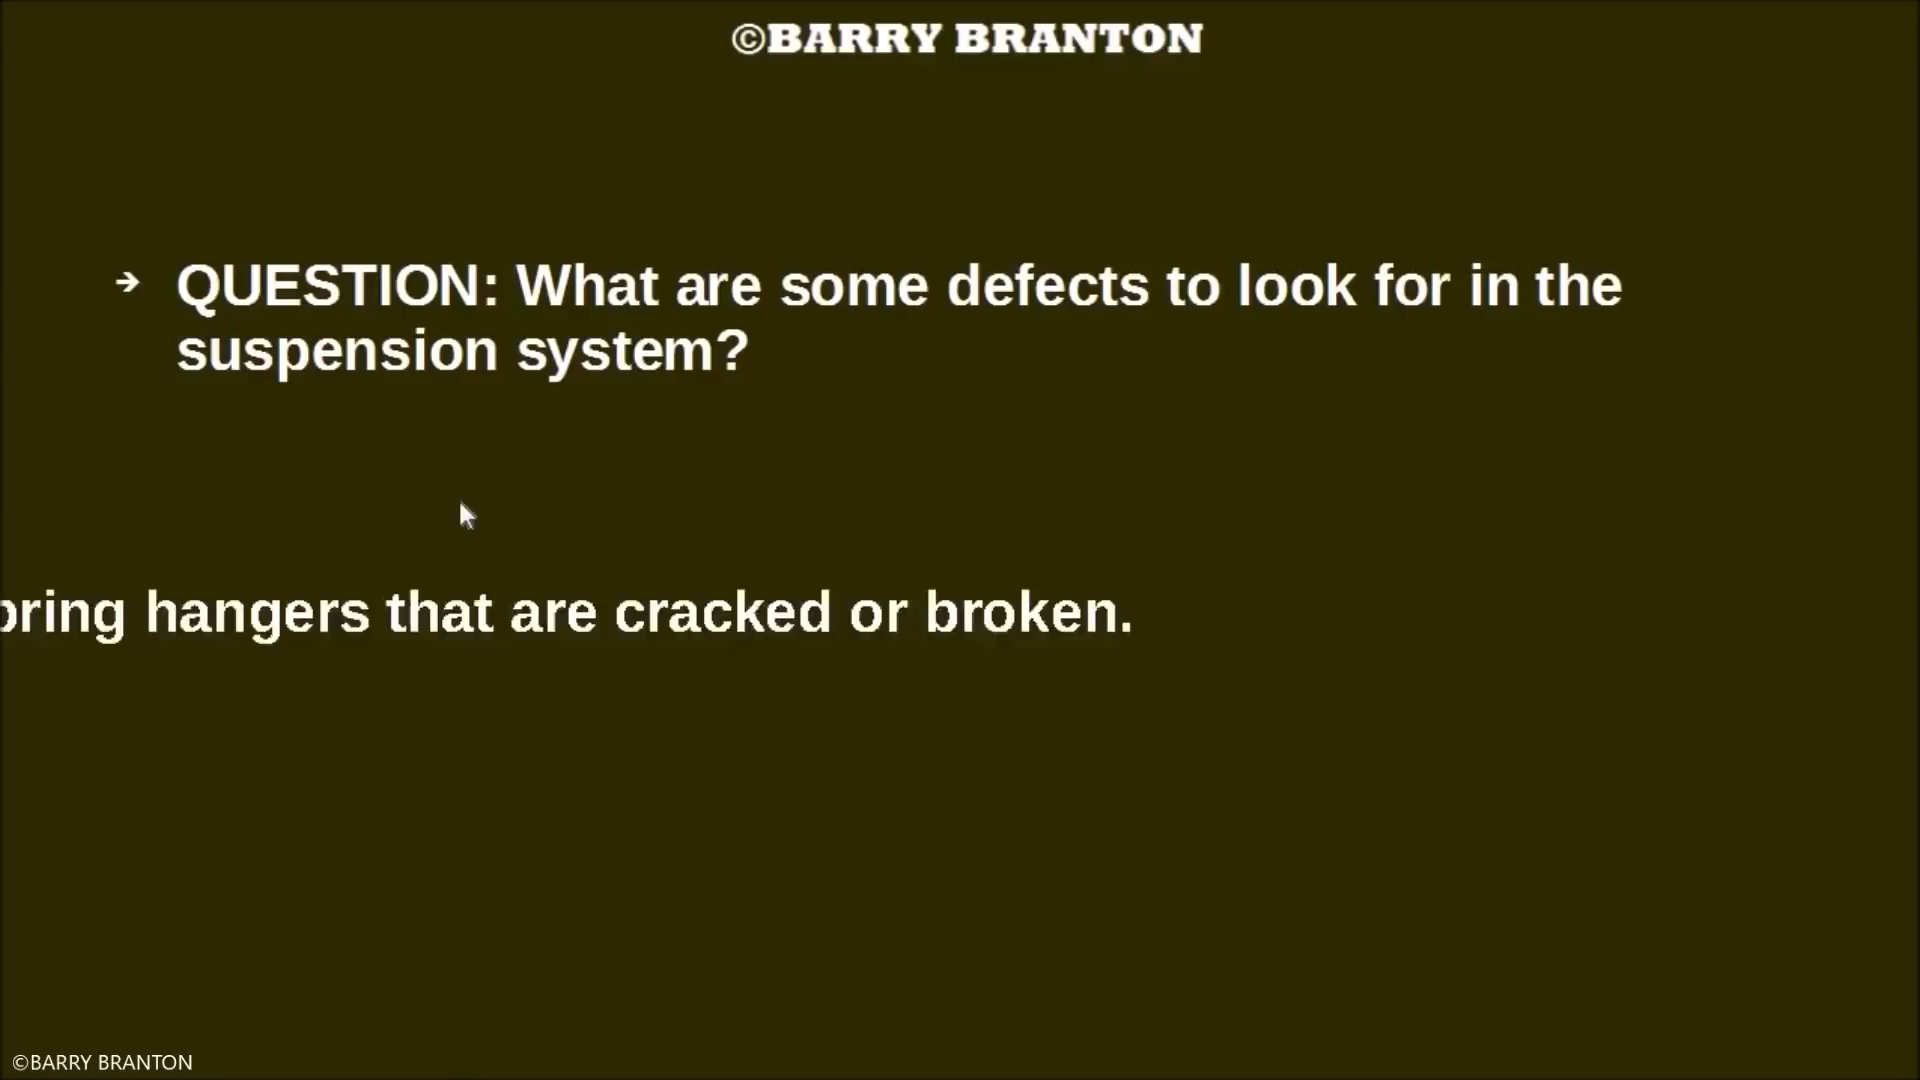 ©BARRY BRANTON
➔ QUESTION: What are some defects to look for in the
suspension system?
hangers that are cracked or broken.
©BARRY BRANTON